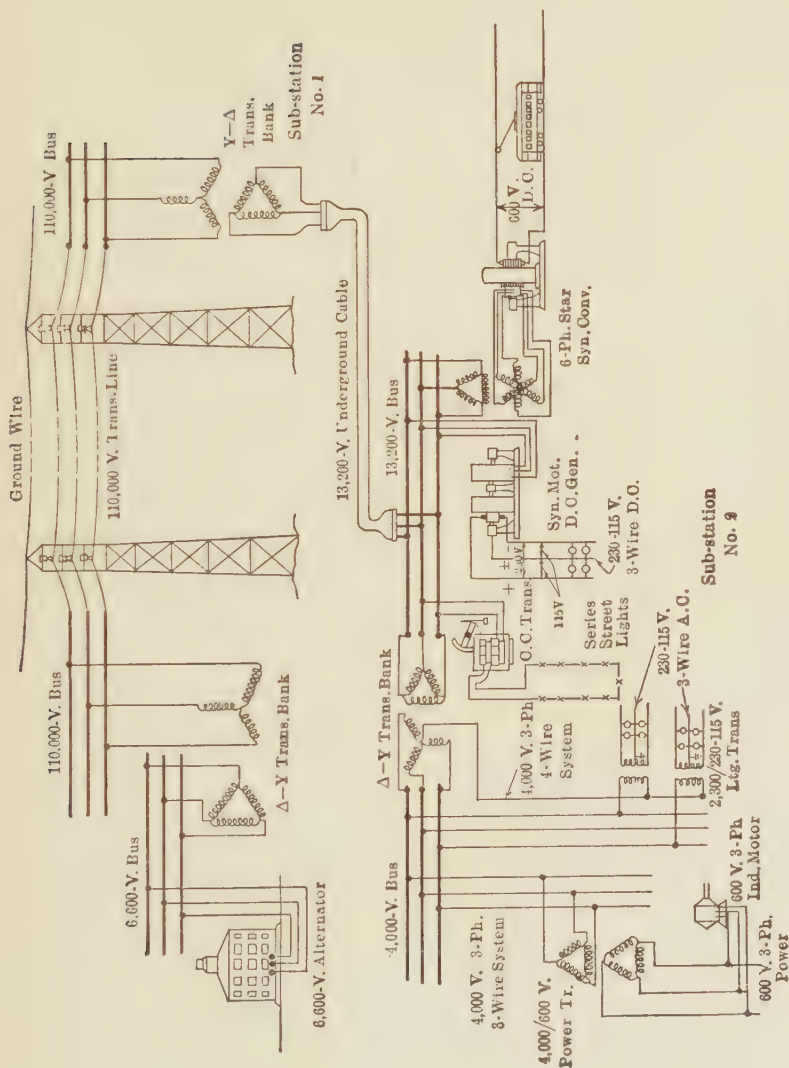 Ground Wire
110,000-V. Bus
110,000 V. Trans. Line
110,000-V Bus
Y–Δ
Trans.
Bank
Sub-station
No. 1
6,600-V. Bus
Δ–Y Trans. Bank
6,600-V. Alternator
13,200-V. Underground Cable
13,200-V. Bus
Δ–Y Trans. Bank
4,000-V. Bus
4,000 V. 3-Ph
4-Wire
System
C.C. Trans.
Series
Street
Lights
Syn. Mot.
D.C. Gen.
+ ± -
230V
115V
230-115 V.
3-Wire D.C.
6-Ph. Star
Syn. Conv.
600 V.
D. C.
4,000 V. 3-Ph.
3-Wire System
4,000/600 V.
Power Tr.
600 V. 3-Ph
Ind. Motor
600 V. 3-Ph.
Power
230-115 V.
3-Wire A.C.
2,300/230-115 V.
Ltg. Trans
Sub-station
No. 2